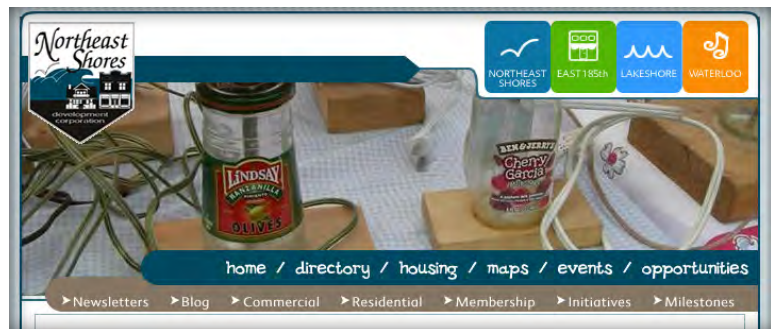 Northeast
Shores
development
corporation
NORTHEAST
SHORES
EAST 185th
LAKESHORE
WATERLOO
LINDSAY
MANZANILLA
OLIVES
BEN & JERRY'S
Cherry
Garcia
home / directory / housing / maps / events / opportunities
Newsletters
Blog
Commercial
Residential
Membership
Initiatives
Milestones